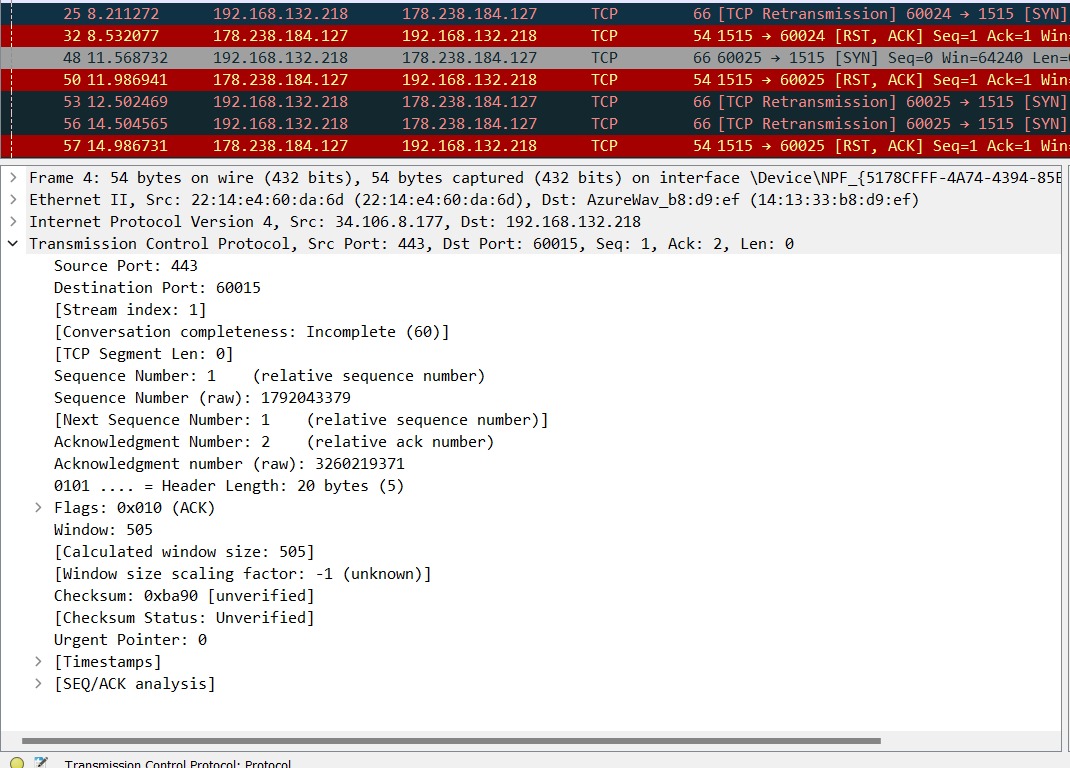 25 8.211272 192.168.132.218 178.238.184.127 TCP 66 [TCP Retransmission] 60024 → 1515 [SYN]
32 8.532077 178.238.184.127 192.168.132.218 TCP 54 1515 → 60024 [RST, ACK] Seq=1 Ack=1 Win=
48 11.568732 192.168.132.218 178.238.184.127 TCP 66 60025 → 1515 [SYN] Seq=0 Win=64240 Len=
50 11.986941 178.238.184.127 192.168.132.218 TCP 54 1515 → 60025 [RST, ACK] Seq=1 Ack=1 Win=
53 12.502469 192.168.132.218 178.238.184.127 TCP 66 [TCP Retransmission] 60025 → 1515 [SYN]
56 14.504565 192.168.132.218 178.238.184.127 TCP 66 [TCP Retransmission] 60025 → 1515 [SYN]
57 14.986731 178.238.184.127 192.168.132.218 TCP 54 1515 → 60025 [RST, ACK] Seq=1 Ack=1 Win=
Frame 4: 54 bytes on wire (432 bits), 54 bytes captured (432 bits) on interface \Device\NPF_{5178CFFF-4A74-4394-85E
Ethernet II, Src: 22:14:e4:60:da:6d (22:14:e4:60:da:6d), Dst: AzureWav_b8:d9:ef (14:13:33:b8:d9:ef)
Internet Protocol Version 4, Src: 34.106.8.177, Dst: 192.168.132.218
Transmission Control Protocol, Src Port: 443, Dst Port: 60015, Seq: 1, Ack: 2, Len: 0
Source Port: 443
Destination Port: 60015
[Stream index: 1]
[Conversation completeness: Incomplete (60)]
[TCP Segment Len: 0]
Sequence Number: 1 (relative sequence number)
Sequence Number (raw): 1792043379
[Next Sequence Number: 1 (relative sequence number)]
Acknowledgment Number: 2 (relative ack number)
Acknowledgment number (raw): 3260219371
0101 .... = Header Length: 20 bytes (5)
Flags: 0x010 (ACK)
Window: 505
[Calculated window size: 505]
[Window size scaling factor: -1 (unknown)]
Checksum: 0xba90 [unverified]
[Checksum Status: Unverified]
Urgent Pointer: 0
[Timestamps]
[SEQ/ACK analysis]
Transmission Control Protocol: Protocol